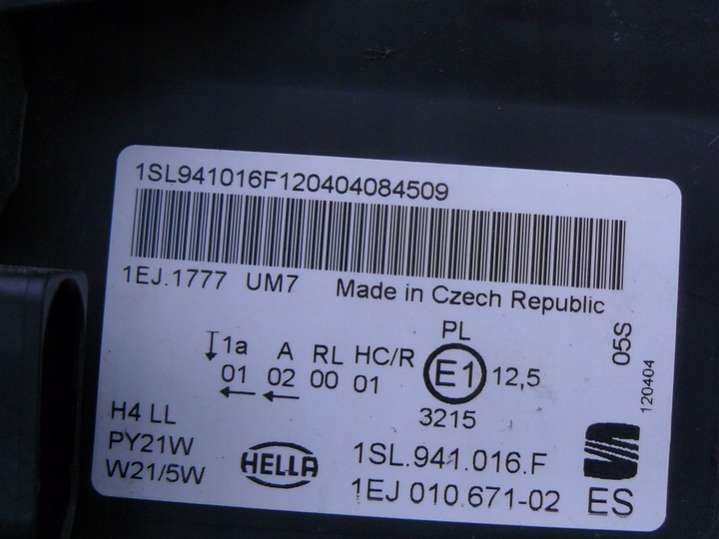 1SL941016F120404084509
1EJ.1777 UM7 Made in Czech Republic
PL
1a A RL HC/R E1 12,5
01 02 00 01
3215
05S
120404
H4 LL
PY21W
W21/5W
HELLA
1SL.941.016.F
1EJ 010.671-02
ES